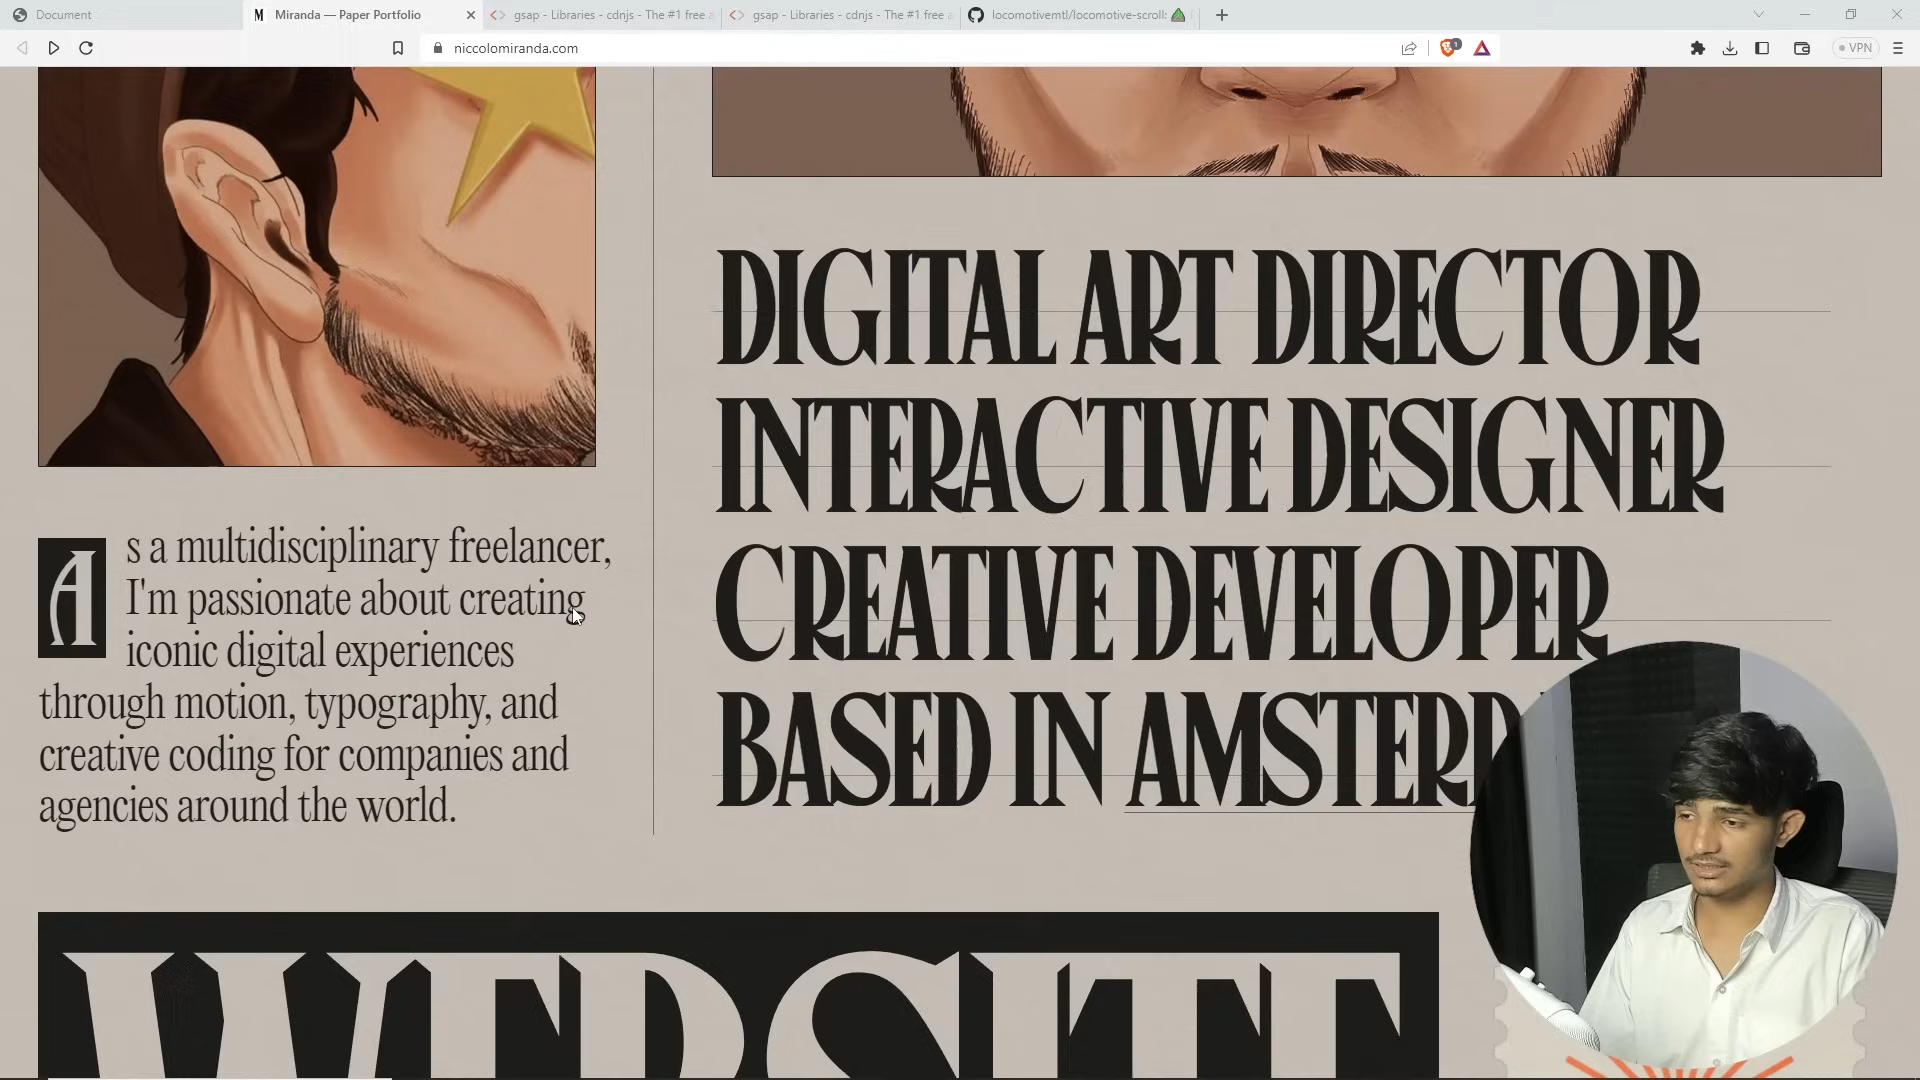 Document
Miranda — Paper Portfolio
gsap - Libraries - cdnjs - The #1 free a
gsap - Libraries - cdnjs - The #1 free a
locomotivemtl/locomotive-scroll:
niccolomiranda.com
1
VPN
As a multidisciplinary freelancer,
I'm passionate about creating
iconic digital experiences
through motion, typography, and
creative coding for companies and
agencies around the world.
DIGITAL ART DIRECTOR
INTERACTIVE DESIGNER
CREATIVE DEVELOPER
BASED IN AMSTERD
WEBSITE